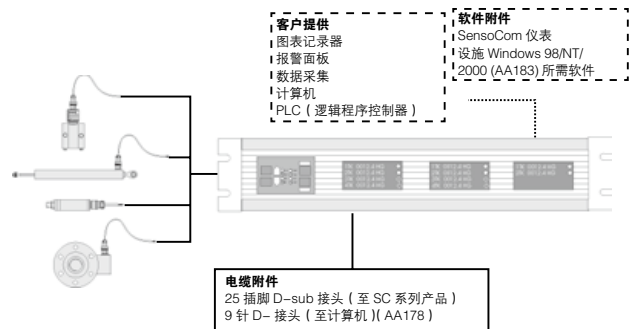 客户提供
图表记录器
报警面板
数据采集
计算机
PLC（逻辑程序控制器）
软件附件
SensoCom 仪表
设施 Windows 98/NT/
2000 (AA183) 所需软件
电缆附件
25 插脚 D-sub 接头（至 SC 系列产品）
9 针 D- 接头（至计算机）( AA178 )